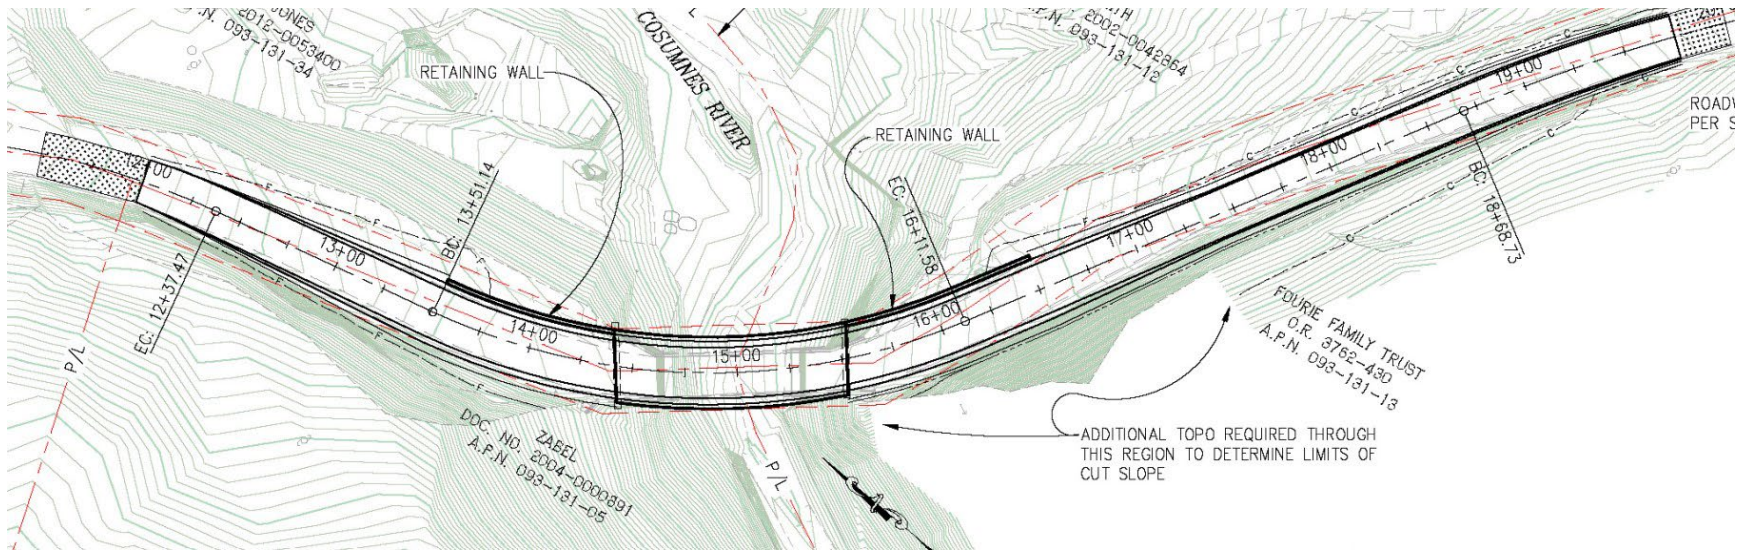 JONES
2012-0053400
A.P.N. 093-131-34
RETAINING WALL
COSUMNES RIVER
2002-0042864
A.P.N. 093-131-12
RETAINING WALL
19+00
18+00
17+00
16+00
15+00
14+00
13+00
12+00
EC: 12+37.47
BC: 13+51.14
EC: 16+11.58
BC: 18+68.73
P/L
P/L
F
F
F
F
F
C
C
C
C
C
ZABEL
DOC. NO. 2004-0000891
A.P.N. 093-131-05
FOURIE FAMILY TRUST
O.R. 3762-430
A.P.N. 093-131-13
ADDITIONAL TOPO REQUIRED THROUGH
THIS REGION TO DETERMINE LIMITS OF
CUT SLOPE
PER S